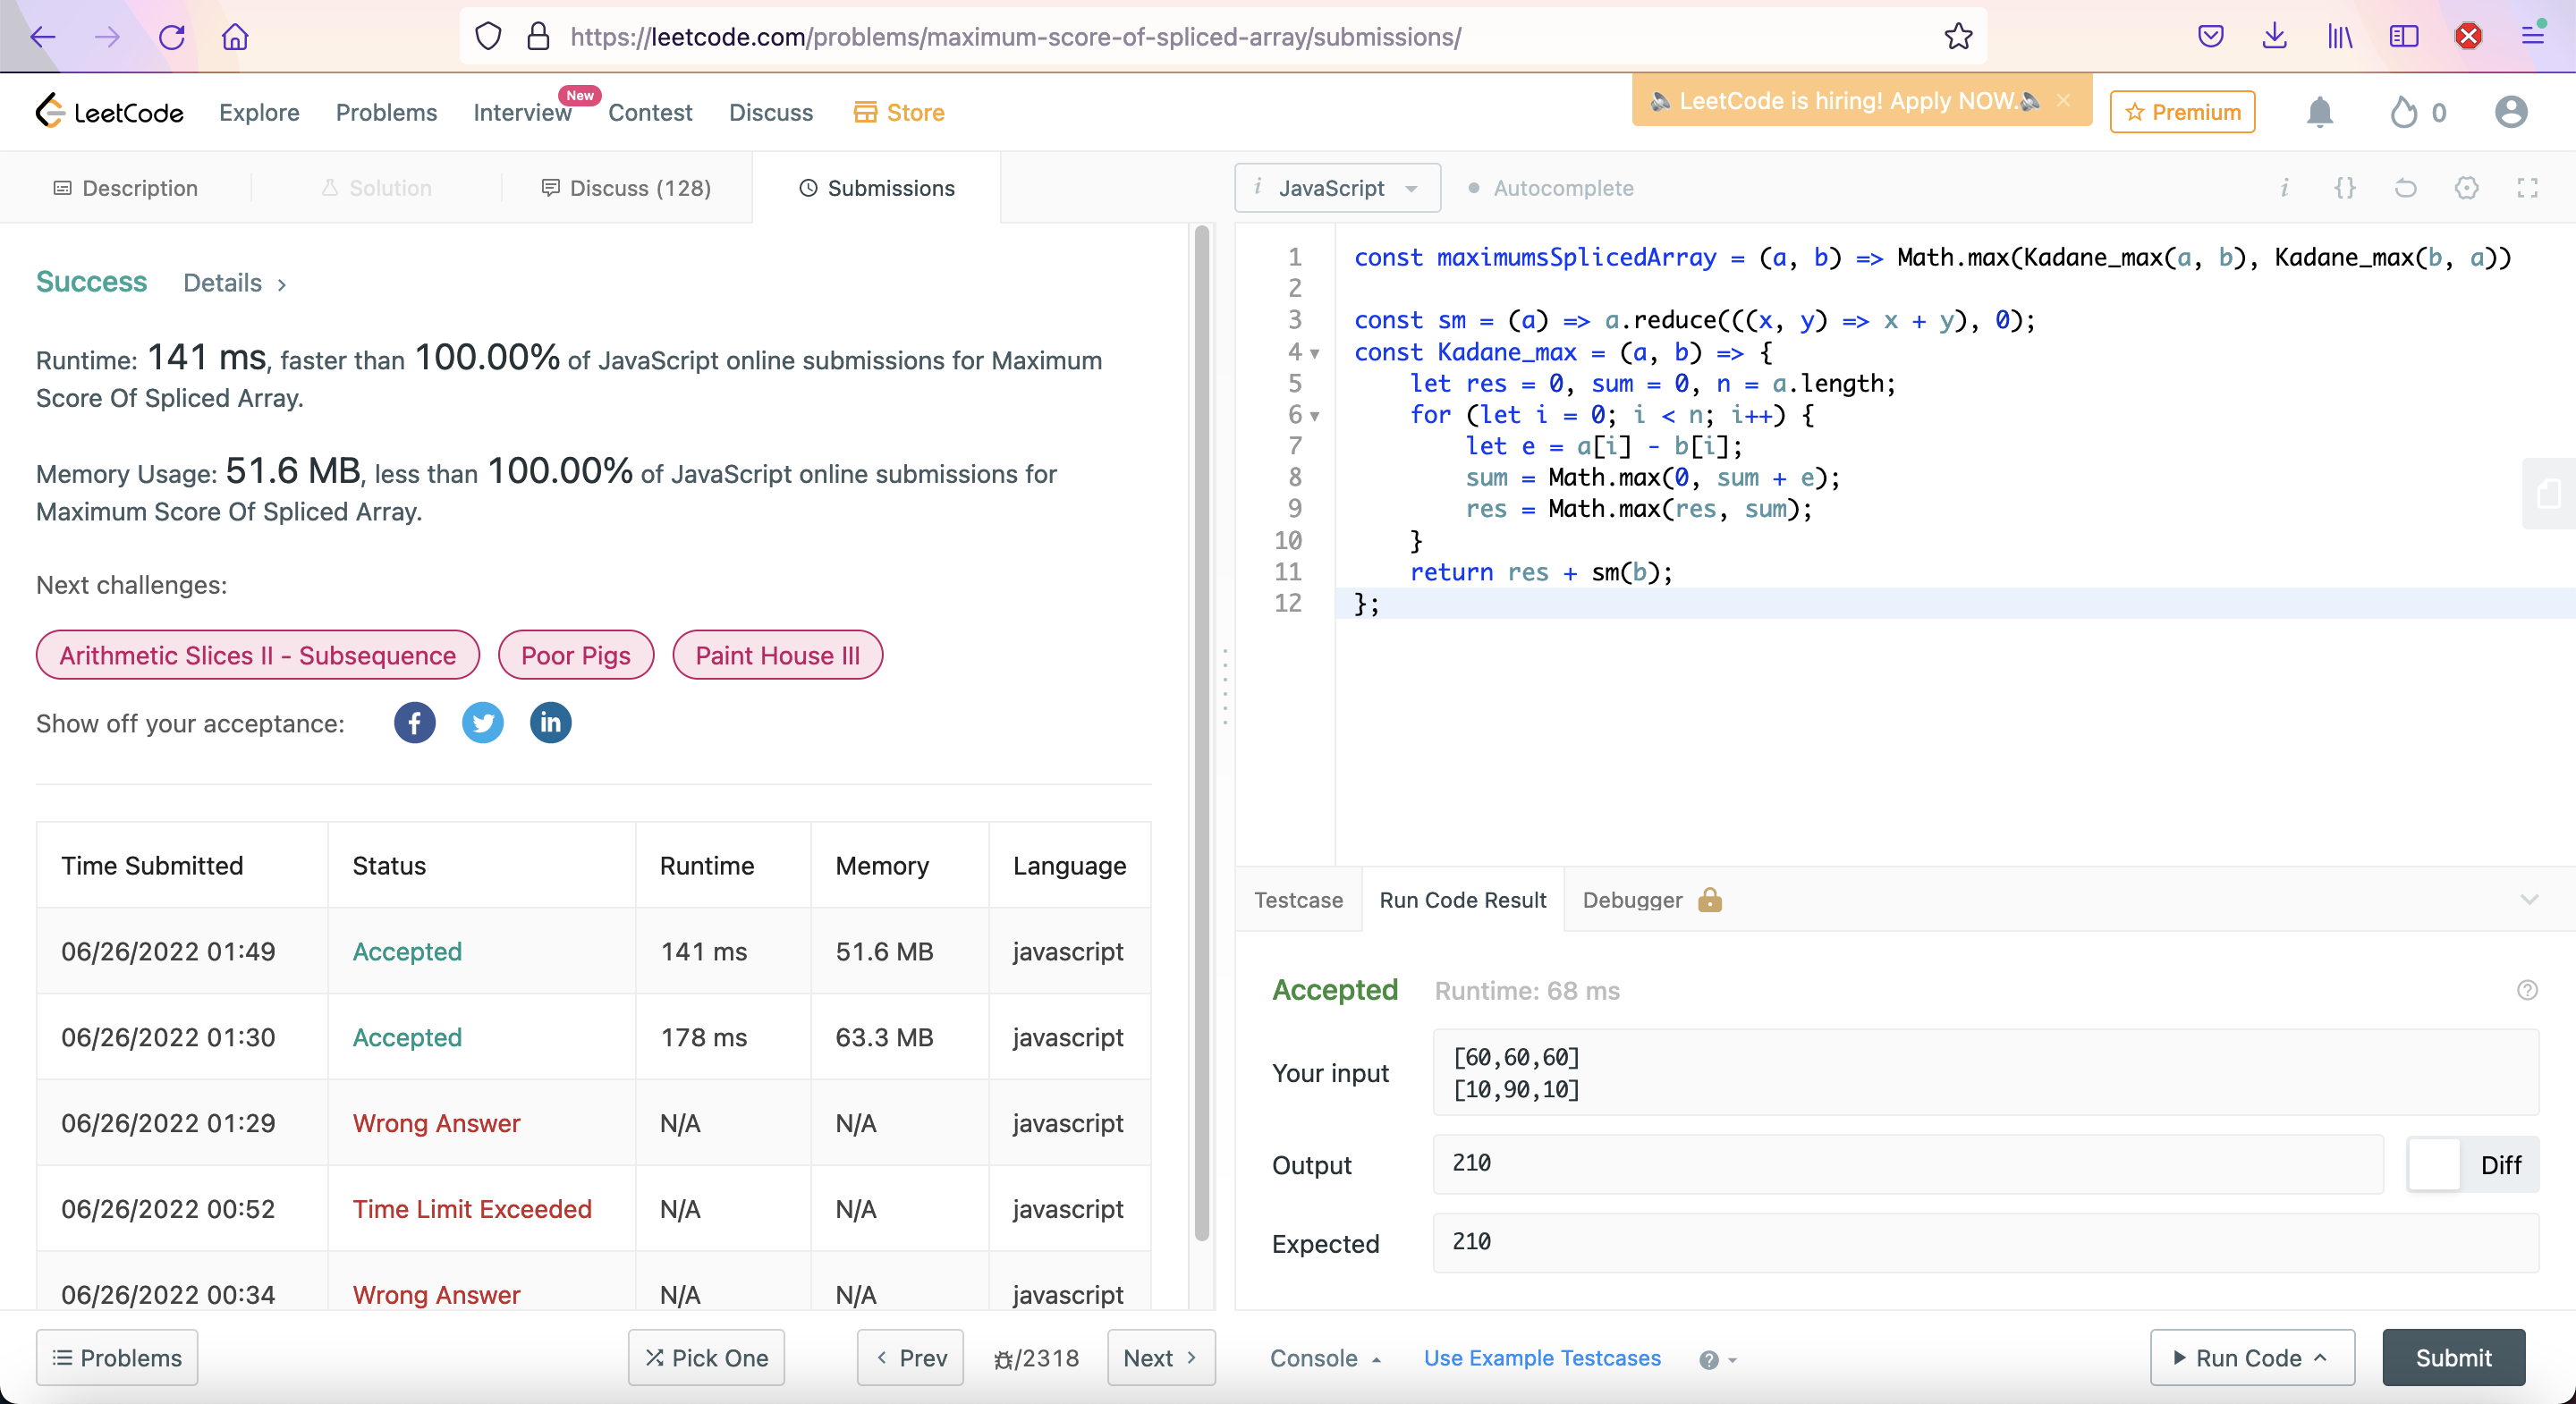 https://leetcode.com/problems/maximum-score-of-spliced-array/submissions/
LeetCode
Explore
Problems
Interview
New
Contest
Discuss
Store
LeetCode is hiring! Apply NOW.
Premium
0
Description
Solution
Discuss (128)
Submissions
i JavaScript
Autocomplete
Success Details >
Runtime: 141 ms, faster than 100.00% of JavaScript online submissions for Maximum
Score Of Spliced Array.
Memory Usage: 51.6 MB, less than 100.00% of JavaScript online submissions for
Maximum Score Of Spliced Array.
Next challenges:
Arithmetic Slices II - Subsequence
Poor Pigs
Paint House III
Show off your acceptance:
Time Submitted Status Runtime Memory Language
06/26/2022 01:49 Accepted 141 ms 51.6 MB javascript
06/26/2022 01:30 Accepted 178 ms 63.3 MB javascript
06/26/2022 01:29 Wrong Answer N/A N/A javascript
06/26/2022 00:52 Time Limit Exceeded N/A N/A javascript
06/26/2022 00:34 Wrong Answer N/A N/A javascript
1 const maximumsSplicedArray = (a, b) => Math.max(Kadane_max(a, b), Kadane_max(b, a))
2
3 const sm = (a) => a.reduce(((x, y) => x + y), 0);
4 const Kadane_max = (a, b) => {
5     let res = 0, sum = 0, n = a.length;
6     for (let i = 0; i < n; i++) {
7         let e = a[i] - b[i];
8         sum = Math.max(0, sum + e);
9         res = Math.max(res, sum);
10     }
11     return res + sm(b);
12 };
Testcase
Run Code Result
Debugger
Accepted Runtime: 68 ms
Your input
[60,60,60]
[10,90,10]
Output
210
Diff
Expected
210
Problems
Pick One
< Prev
/2318
Next >
Console
Use Example Testcases
Run Code
Submit